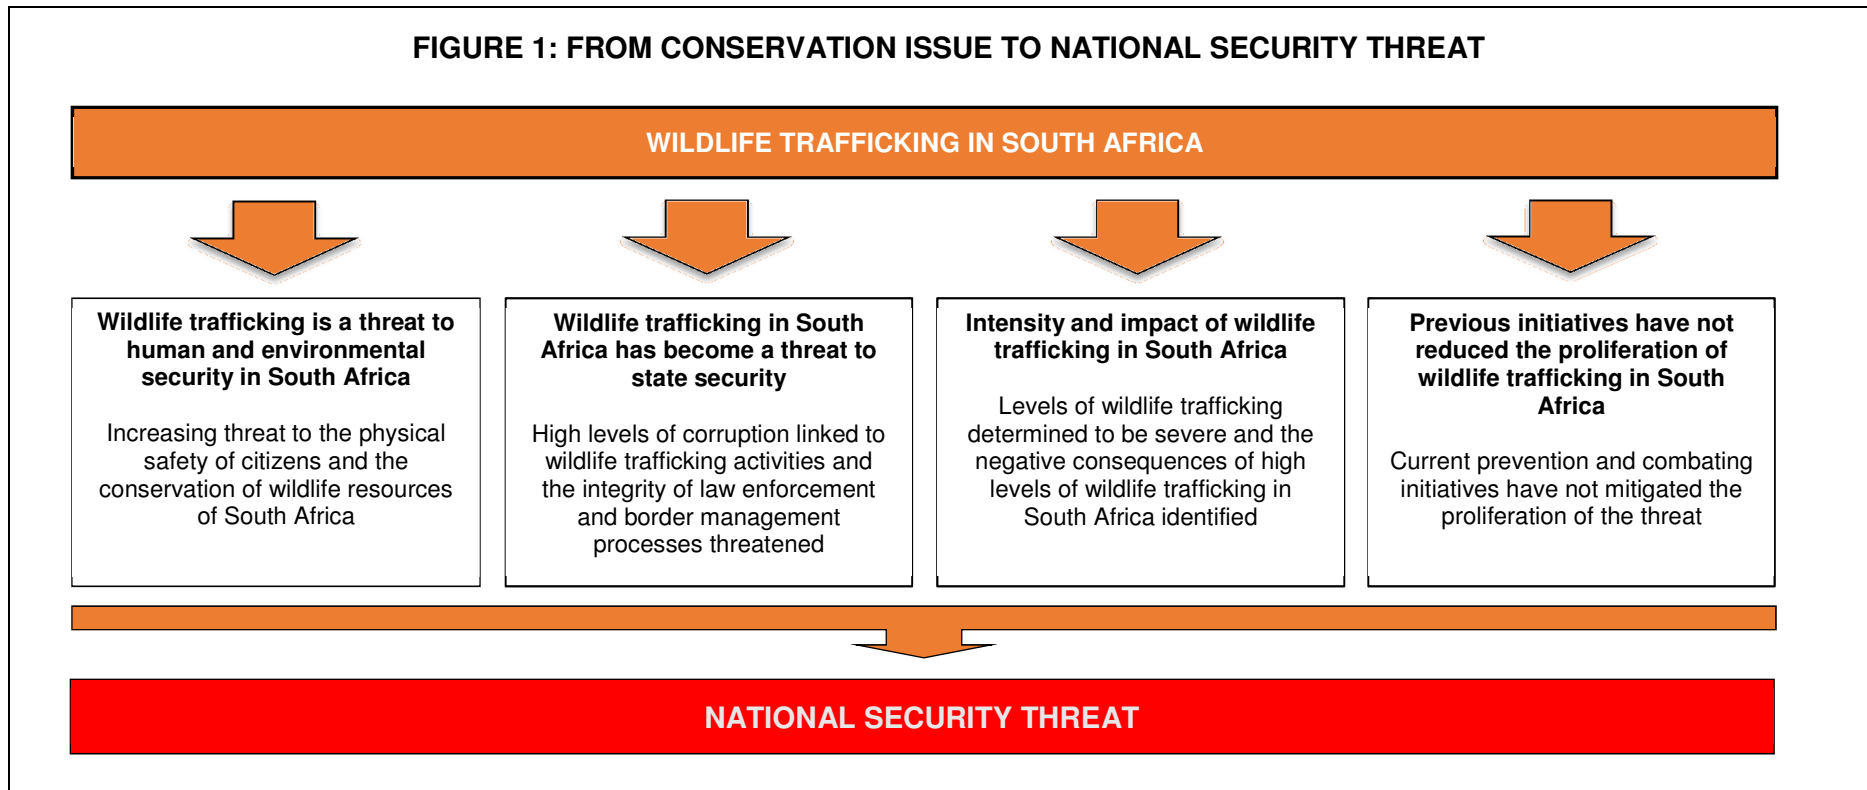 FIGURE 1: FROM CONSERVATION ISSUE TO NATIONAL SECURITY THREAT
WILDLIFE TRAFFICKING IN SOUTH AFRICA
Wildlife trafficking is a threat to
human and environmental
security in South Africa
Increasing threat to the physical
safety of citizens and the
conservation of wildlife resources
of South Africa
Wildlife trafficking in South
Africa has become a threat to
state security
High levels of corruption linked to
wildlife trafficking activities and
the integrity of law enforcement
and border management
processes threatened
Intensity and impact of wildlife
trafficking in South Africa
Levels of wildlife trafficking
determined to be severe and the
negative consequences of high
levels of wildlife trafficking in
South Africa identified
Previous initiatives have not
reduced the proliferation of
wildlife trafficking in South
Africa
Current prevention and combating
initiatives have not mitigated the
proliferation of the threat
NATIONAL SECURITY THREAT